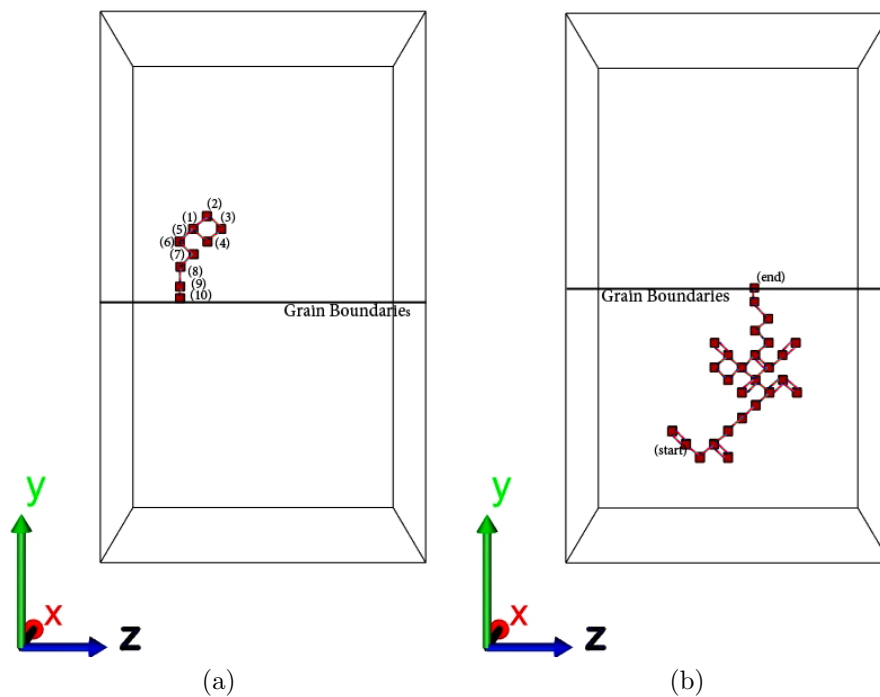 (2)
(1)
(5)
(3)
(6)
(4)
(7)
(8)
(9)
(10)
Grain Boundaries
y
x
z
(a)
(end)
Grain Boundaries
(start)
y
x
z
(b)